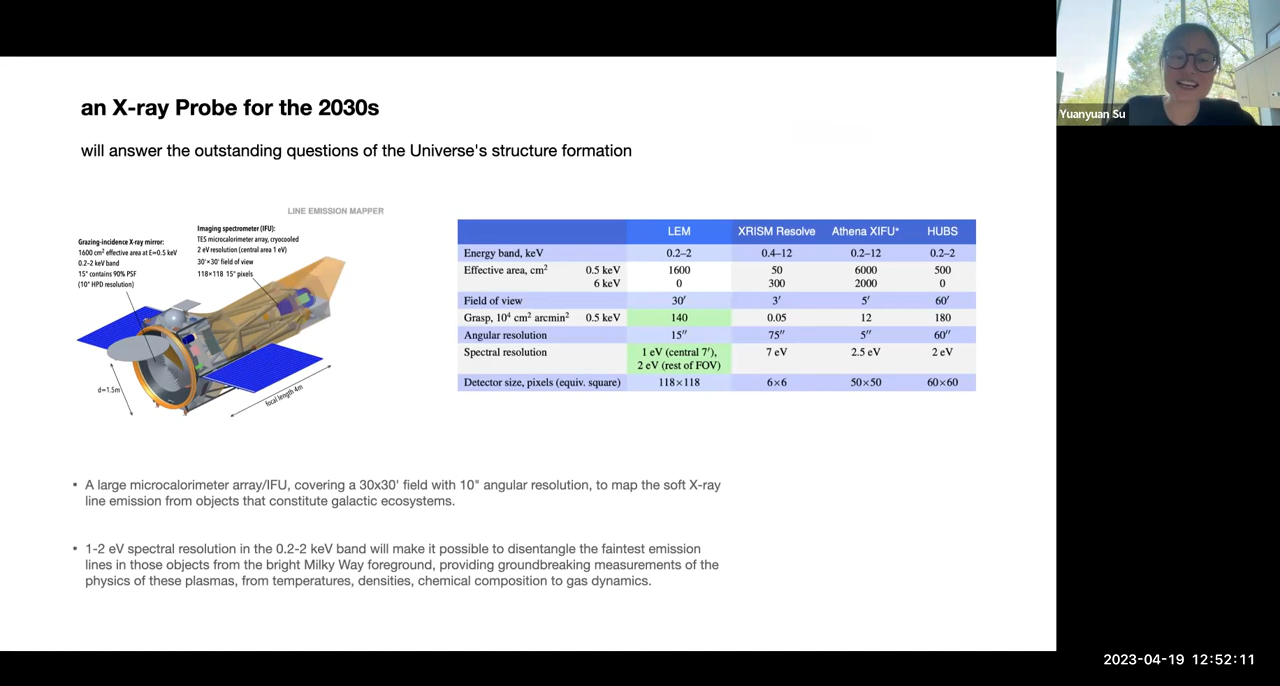 an X-ray Probe for the 2030s
will answer the outstanding questions of the Universe's structure formation
LINE EMISSION MAPPER
Grazing-incidence X-ray mirror:
1600 cm² effective area at E=0.5 keV
0.2-2 keV band
15" contains 90% PSF
(10" HPD resolution)
Imaging spectrometer (IFU):
TES microcalorimeter array, cryocooled
2 eV resolution (central area 1 eV)
30'×30' field of view
118×118 15" pixels
d=1.5m
focal length 4m
LEM XRISM Resolve Athena XIFU* HUBS
Energy band, keV 0.2–2 0.4–12 0.2–12 0.2–2
Effective area, cm² 0.5 keV 1600 50 6000 500
6 keV 0 300 2000 0
Field of view 30′ 3′ 5′ 60′
Grasp, 10⁴ cm² arcmin² 0.5 keV 140 0.05 12 180
Angular resolution 15″ 75″ 5″ 60″
Spectral resolution 1 eV (central 7′), 7 eV 2.5 eV 2 eV
2 eV (rest of FOV)
Detector size, pixels (equiv. square) 118×118 6×6 50×50 60×60
• A large microcalorimeter array/IFU, covering a 30x30' field with 10" angular resolution, to map the soft X-ray
line emission from objects that constitute galactic ecosystems.
• 1-2 eV spectral resolution in the 0.2-2 keV band will make it possible to disentangle the faintest emission
lines in those objects from the bright Milky Way foreground, providing groundbreaking measurements of the
physics of these plasmas, from temperatures, densities, chemical composition to gas dynamics.
Yuanyuan Su
2023-04-19 12:52:11